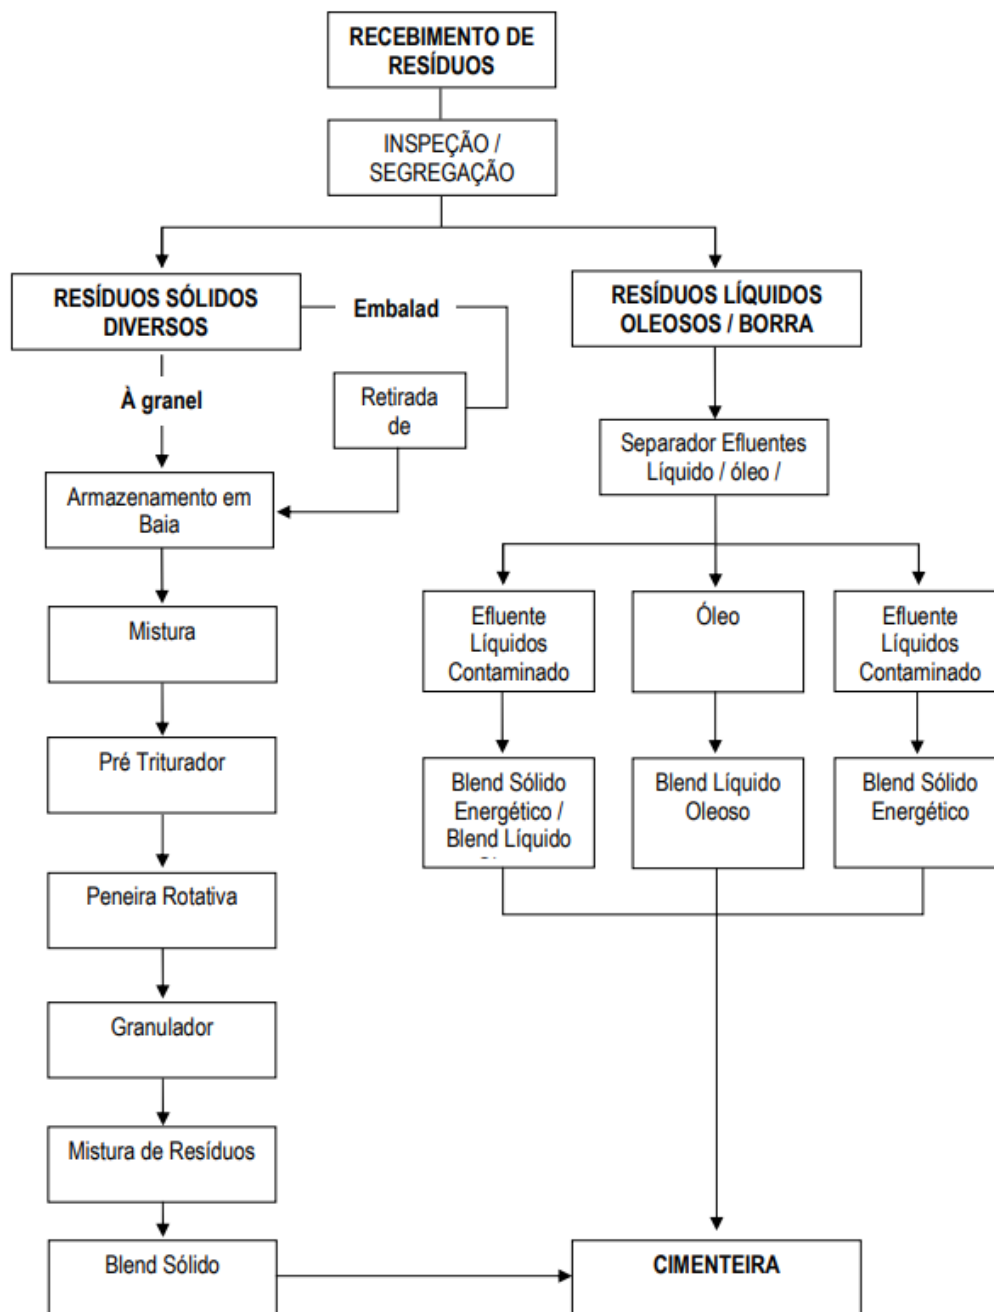 RECEBIMENTO DE
RESÍDUOS
INSPEÇÃO /
SEGREGAÇÃO
RESÍDUOS SÓLIDOS
DIVERSOS
Embalad
RESÍDUOS LÍQUIDOS
OLEOSOS / BORRA
À granel
Retirada
de
Separador Efluentes
Líquido / óleo /
Armazenamento em
Baia
Mistura
Pré Triturador
Peneira Rotativa
Granulador
Mistura de Resíduos
Blend Sólido
Efluente
Líquidos
Contaminado
Óleo
Efluente
Líquidos
Contaminado
Blend Sólido
Energético /
Blend Líquido
Blend Líquido
Oleoso
Blend Sólido
Energético
CIMENTEIRA